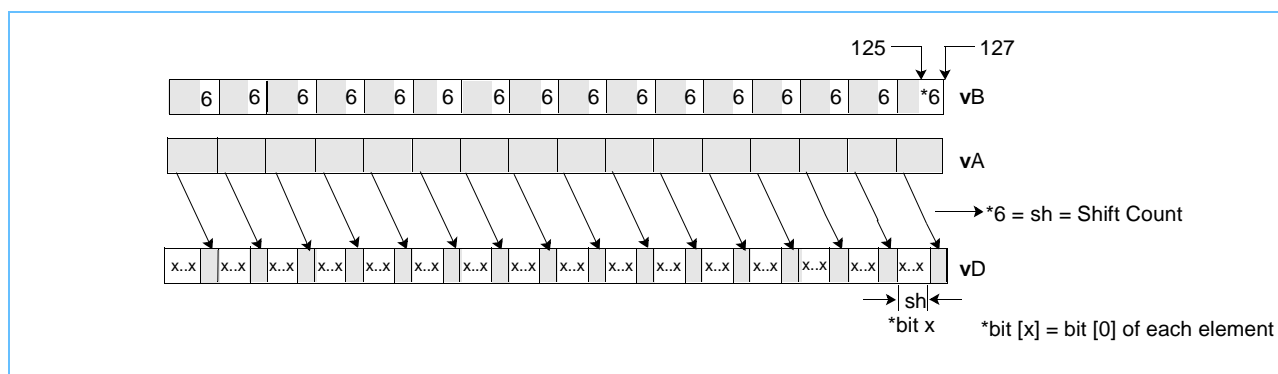 125 127
6 6 6 6 6 6 6 6 6 6 6 6 6 6 6 *6 vB
vA
*6 = sh = Shift Count
x..x x..x x..x x..x x..x x..x x..x x..x x..x x..x x..x x..x x..x x..x x..x x..x vD
sh
*bit x *bit [x] = bit [0] of each element